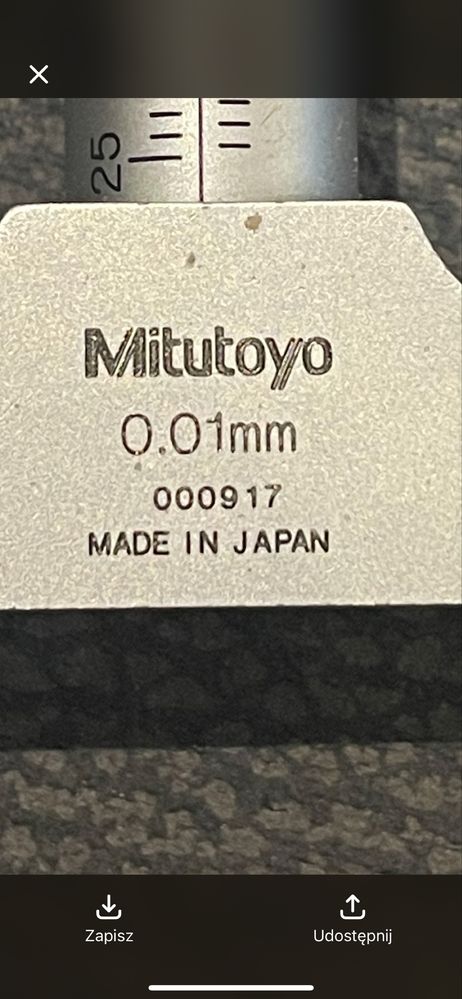 25
Mitutoyo
0.01mm
000917
MADE IN JAPAN
Zapisz
Udostępnij